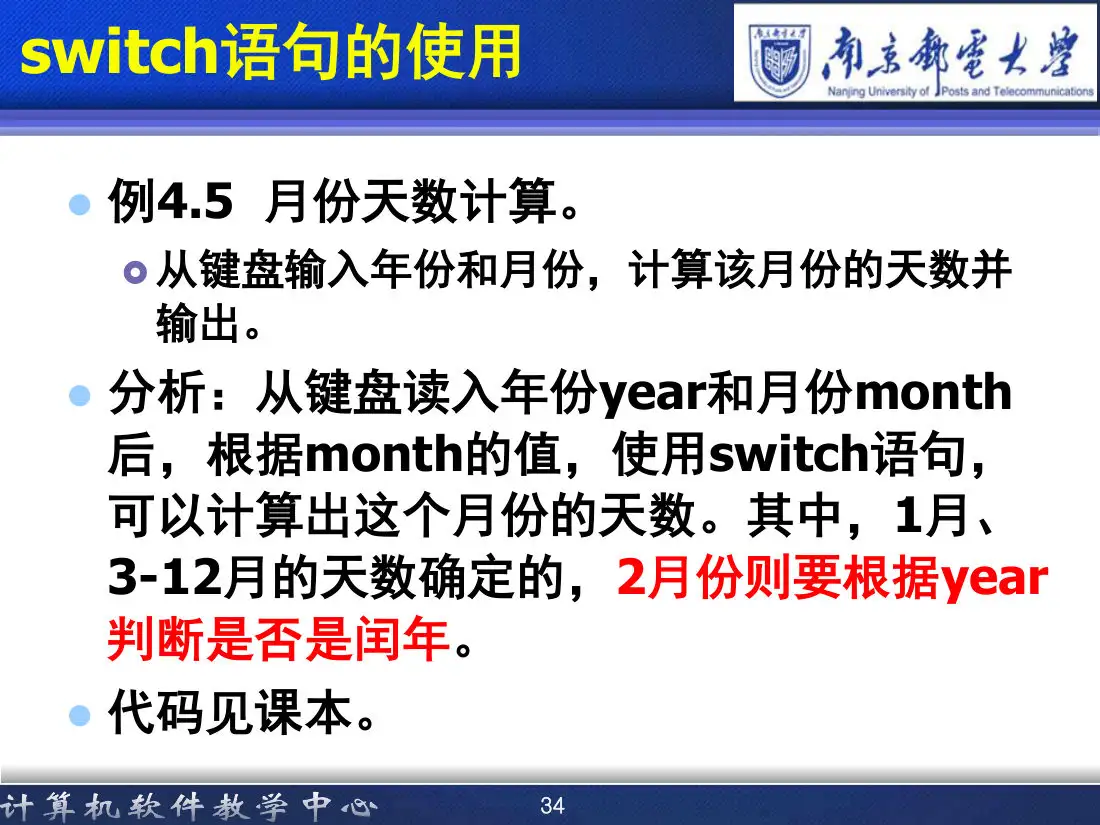 switch语句的使用
南京邮电大学
Nanjing University of Posts and Telecommunications
例4.5 月份天数计算。
从键盘输入年份和月份，计算该月份的天数并
输出。
分析：从键盘读入年份year和月份month
后，根据month的值，使用switch语句，
可以计算出这个月份的天数。其中，1月、
3-12月的天数确定的，2月份则要根据year
判断是否是闰年。
代码见课本。
计算机软件教学中心
34